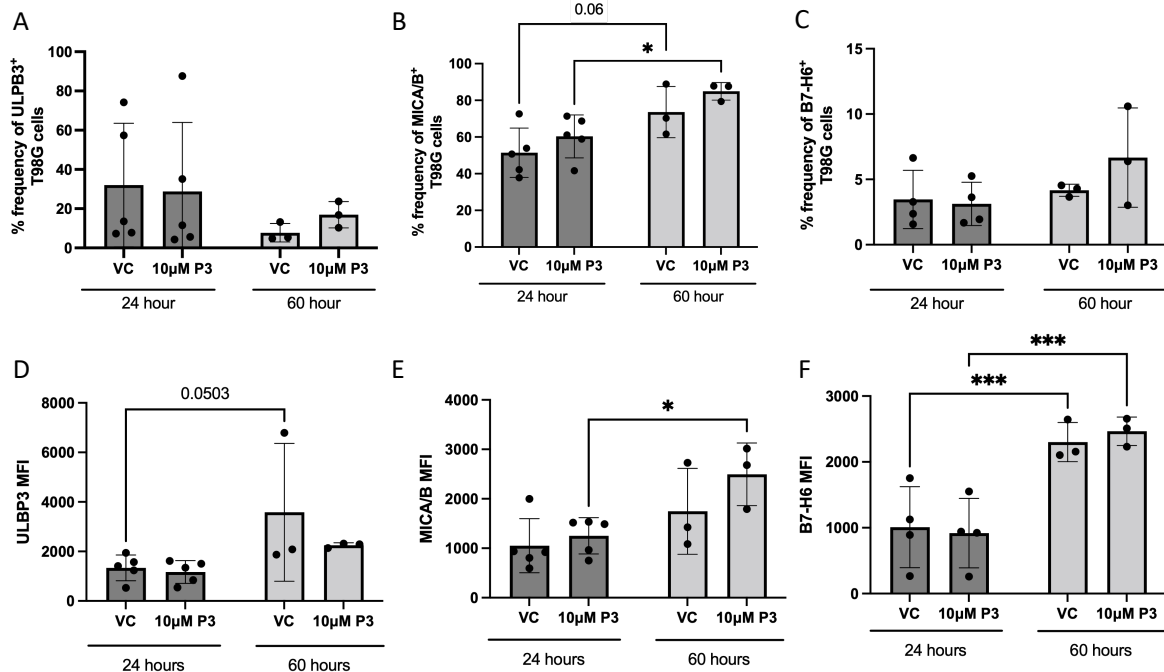 A
% frequency of ULPB3+
T98G cells
100
80
60
40
20
0
VC
10μM P3
VC
10μM P3
24 hour
60 hour
B
0.06
*
% frequency of MICA/B+
T98G cells
100
80
60
40
20
0
VC
10μM P3
VC
10μM P3
24 hour
60 hour
C
% frequency of B7-H6+
T98G cells
15
10
5
0
VC
10μM P3
VC
10μM P3
24 hour
60 hour
D
0.0503
ULBP3 MFI
8000
6000
4000
2000
0
VC
10μM P3
VC
10μM P3
24 hours
60 hours
E
*
MICA/B MFI
4000
3000
2000
1000
0
VC
10μM P3
VC
10μM P3
24 hours
60 hours
F
***
***
B7-H6 MFI
3000
2000
1000
0
VC
10μM P3
VC
10μM P3
24 hours
60 hours